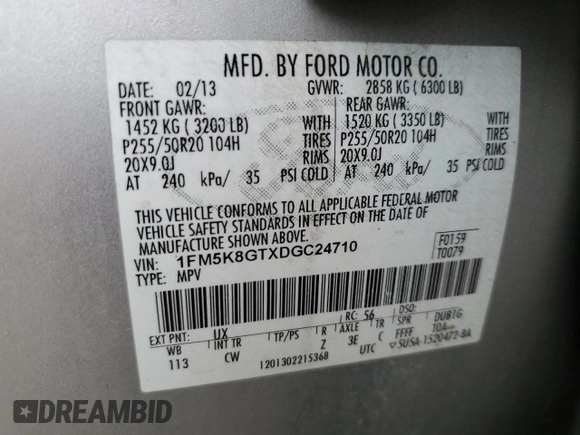 MFD. BY FORD MOTOR CO.
DATE: 02/13 GVWR: 2858 KG ( 6300 LB)
FRONT GAWR: REAR GAWR:
1452 KG ( 3200 LB) WITH 1520 KG ( 3350 LB)
P255/50R20 104H TIRES P255/50R20 104H
20X9.0J RIMS 20X9.0J
AT 240 kPa/ 35 PSI COLD AT 240 kPa/ 35 PSI COLD
THIS VEHICLE CONFORMS TO ALL APPLICABLE FEDERAL MOTOR
VEHICLE SAFETY STANDARDS IN EFFECT ON THE DATE OF
MANUFACTURE SHOWN ABOVE.
VIN: 1FM5K8GTXDGC24710 F0159
TYPE: MPV T0079
EXT PNT: UX RC: 56 DSO:
WB INT TR TP/PS R AXLE TR SPR DUB1G
113 CW Z 3E C FFFF 10A
1201302215368 UTC ▽5U5A-1520472-BA
DREAMBID